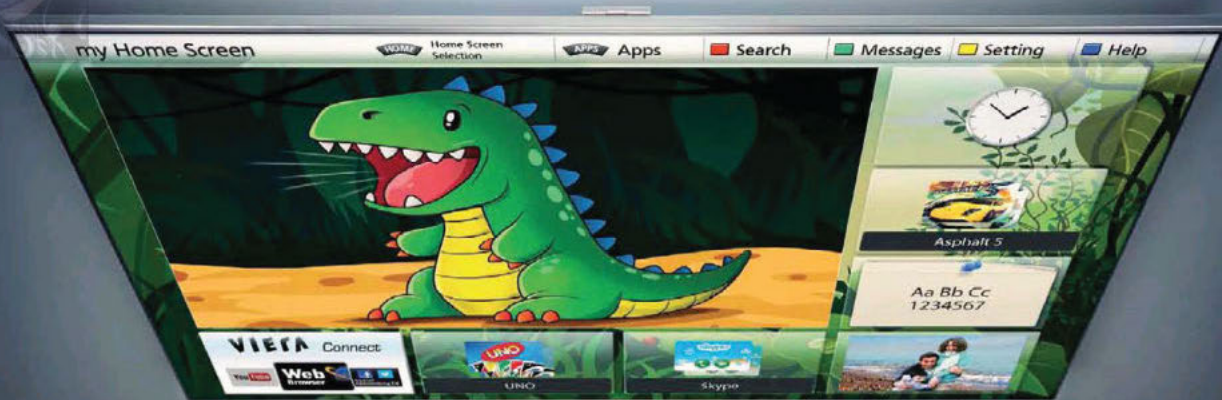 my Home Screen
HOME Home Screen
Selection
APPS Apps
Search
Messages
Setting
Help
Asphalt 5
Aa Bb Cc
1234567
VIERA Connect
YouTube
Web
Browser
UNO
UNO
skype
Skype